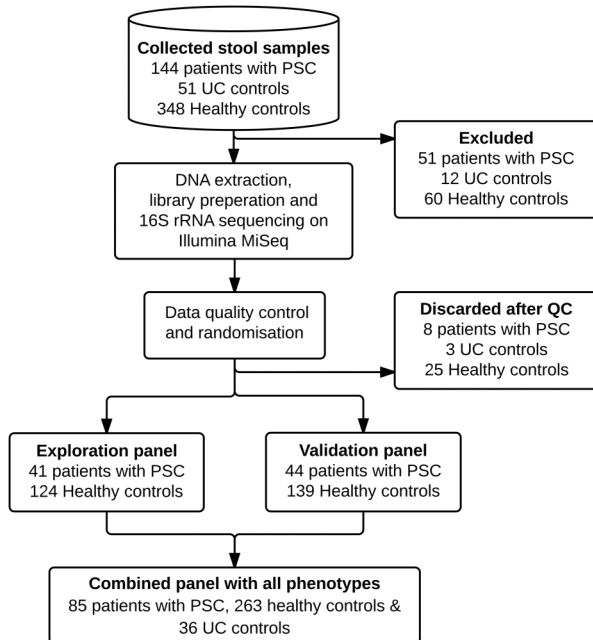 Collected stool samples
144 patients with PSC
51 UC controls
348 Healthy controls
Excluded
51 patients with PSC
12 UC controls
60 Healthy controls
DNA extraction,
library preperation and
16S rRNA sequencing on
Illumina MiSeq
Data quality control
and randomisation
Discarded after QC
8 patients with PSC
3 UC controls
25 Healthy controls
Exploration panel
41 patients with PSC
124 Healthy controls
Validation panel
44 patients with PSC
139 Healthy controls
Combined panel with all phenotypes
85 patients with PSC, 263 healthy controls &
36 UC controls